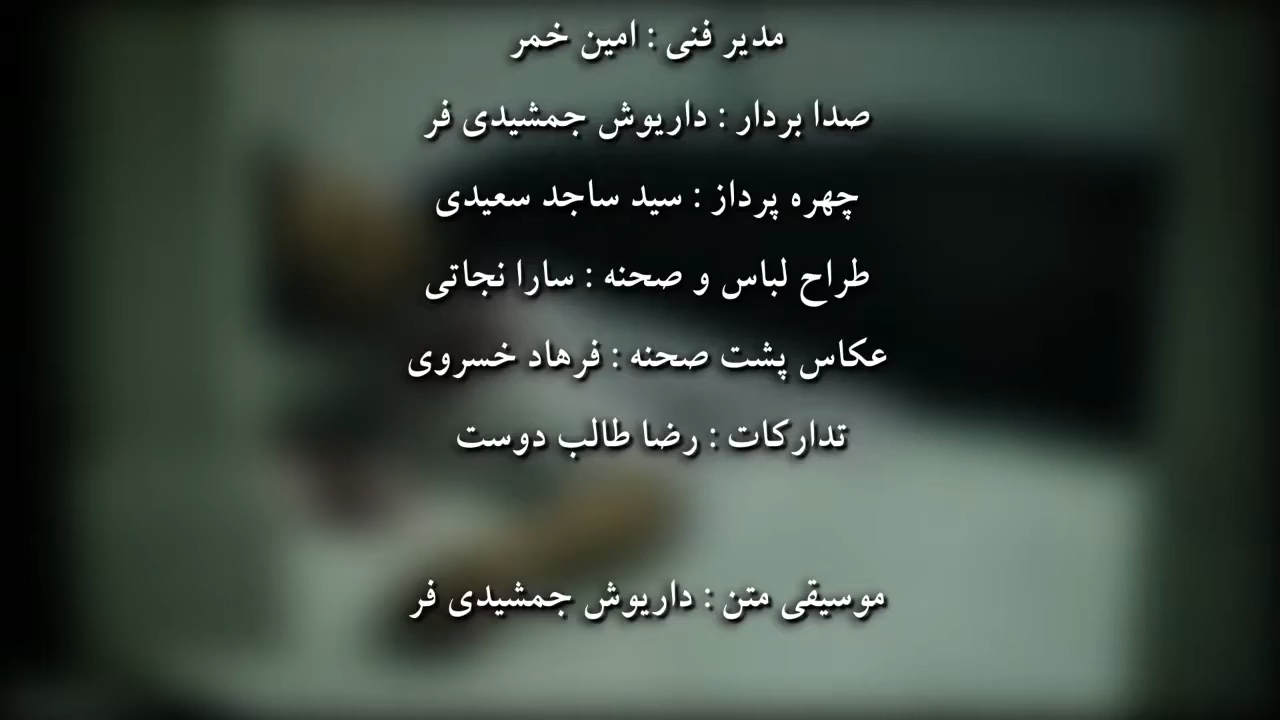 مدیر فنی : امین خمر
صدا بردار : داریوش جمشیدی فر
چهره پرداز : سید ساجد سعیدی
طراح لباس و صحنه : سارا نجاتی
عکاس پشت صحنه : فرهاد خسروی
تدارکات : رضا طالب دوست
موسیقی متن : داریوش جمشیدی فر